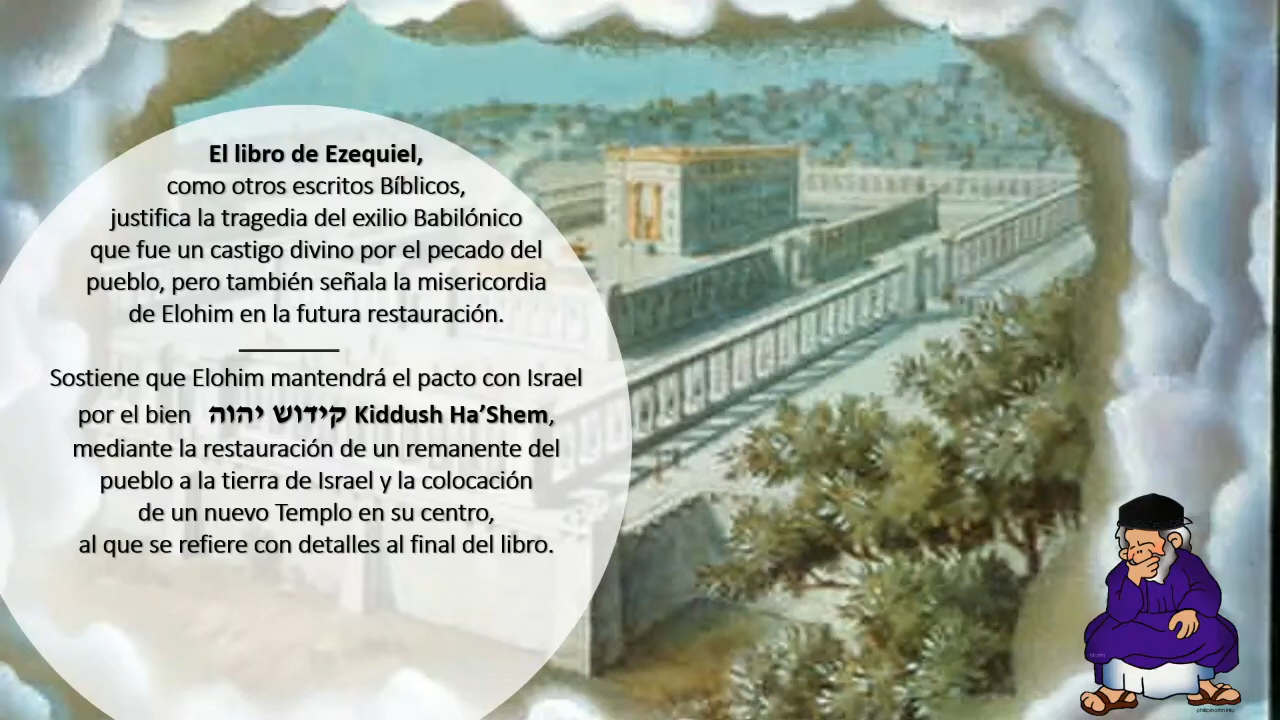 El libro de Ezequiel,
como otros escritos Bíblicos,
justifica la tragedia del exilio Babilónico
que fue un castigo divino por el pecado del
pueblo, pero también señala la misericordia
de Elohim en la futura restauración.
Sostiene que Elohim mantendrá el pacto con Israel
por el bien קידוש יהוה Kiddush Ha’Shem,
mediante la restauración de un remanente del
pueblo a la tierra de Israel y la colocación
de un nuevo Templo en su centro,
al que se refiere con detalles al final del libro.